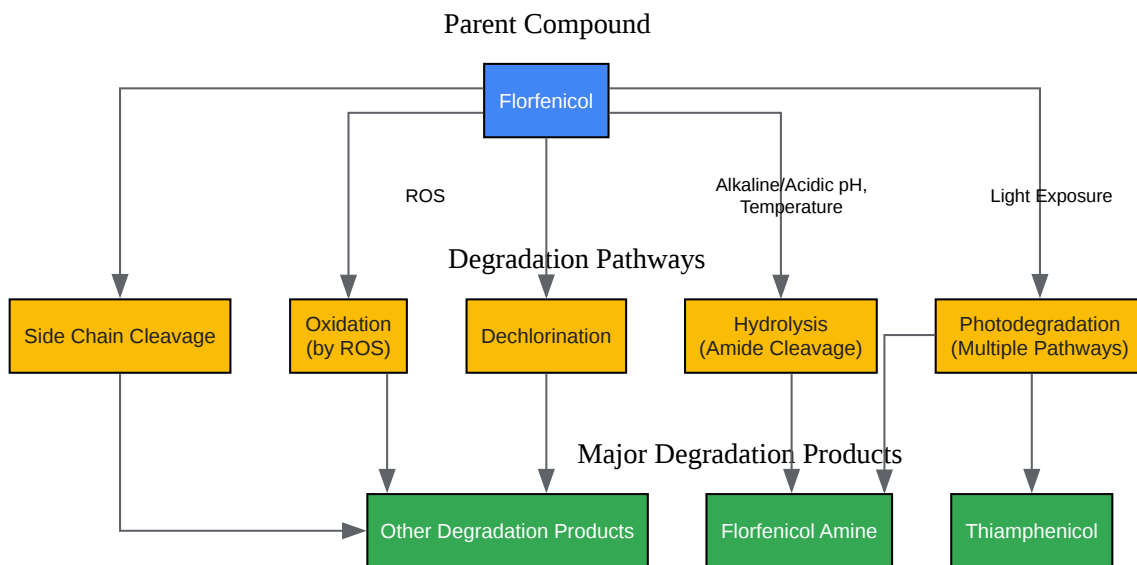 Parent Compound
Florfenicol
ROS
Alkaline/Acidic pH,
Temperature
Light Exposure
Degradation Pathways
Side Chain Cleavage
Oxidation
(by ROS)
Dechlorination
Hydrolysis
(Amide Cleavage)
Photodegradation
(Multiple Pathways)
Major Degradation Products
Other Degradation Products
Florfenicol Amine
Thiamphenicol